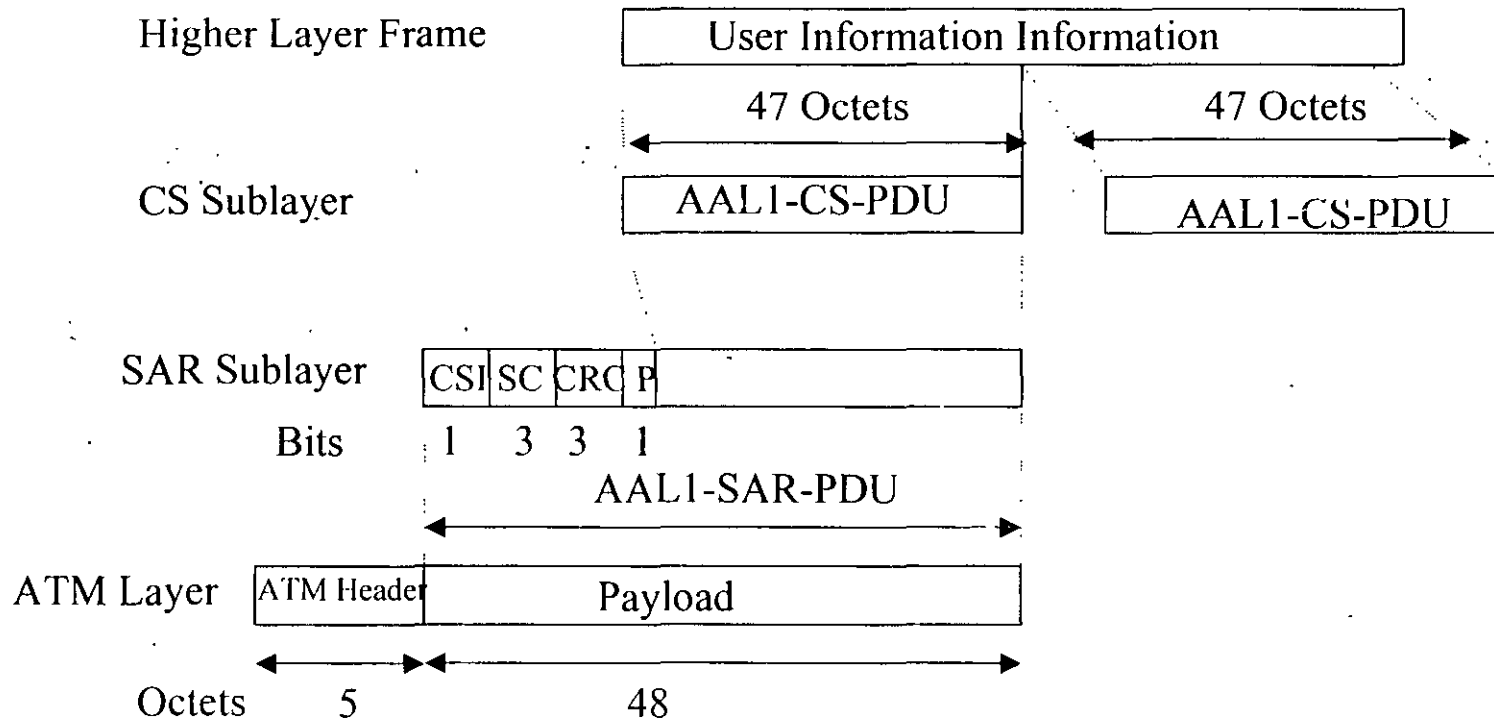 Higher Layer Frame
User Information Information
47 Octets
47 Octets
CS Sublayer
AAL1-CS-PDU
AAL1-CS-PDU
SAR Sublayer
CSI
SC
CRC
P
Bits
1
3
3
1
AAL1-SAR-PDU
ATM Layer
ATM Header
Payload
Octets
5
48